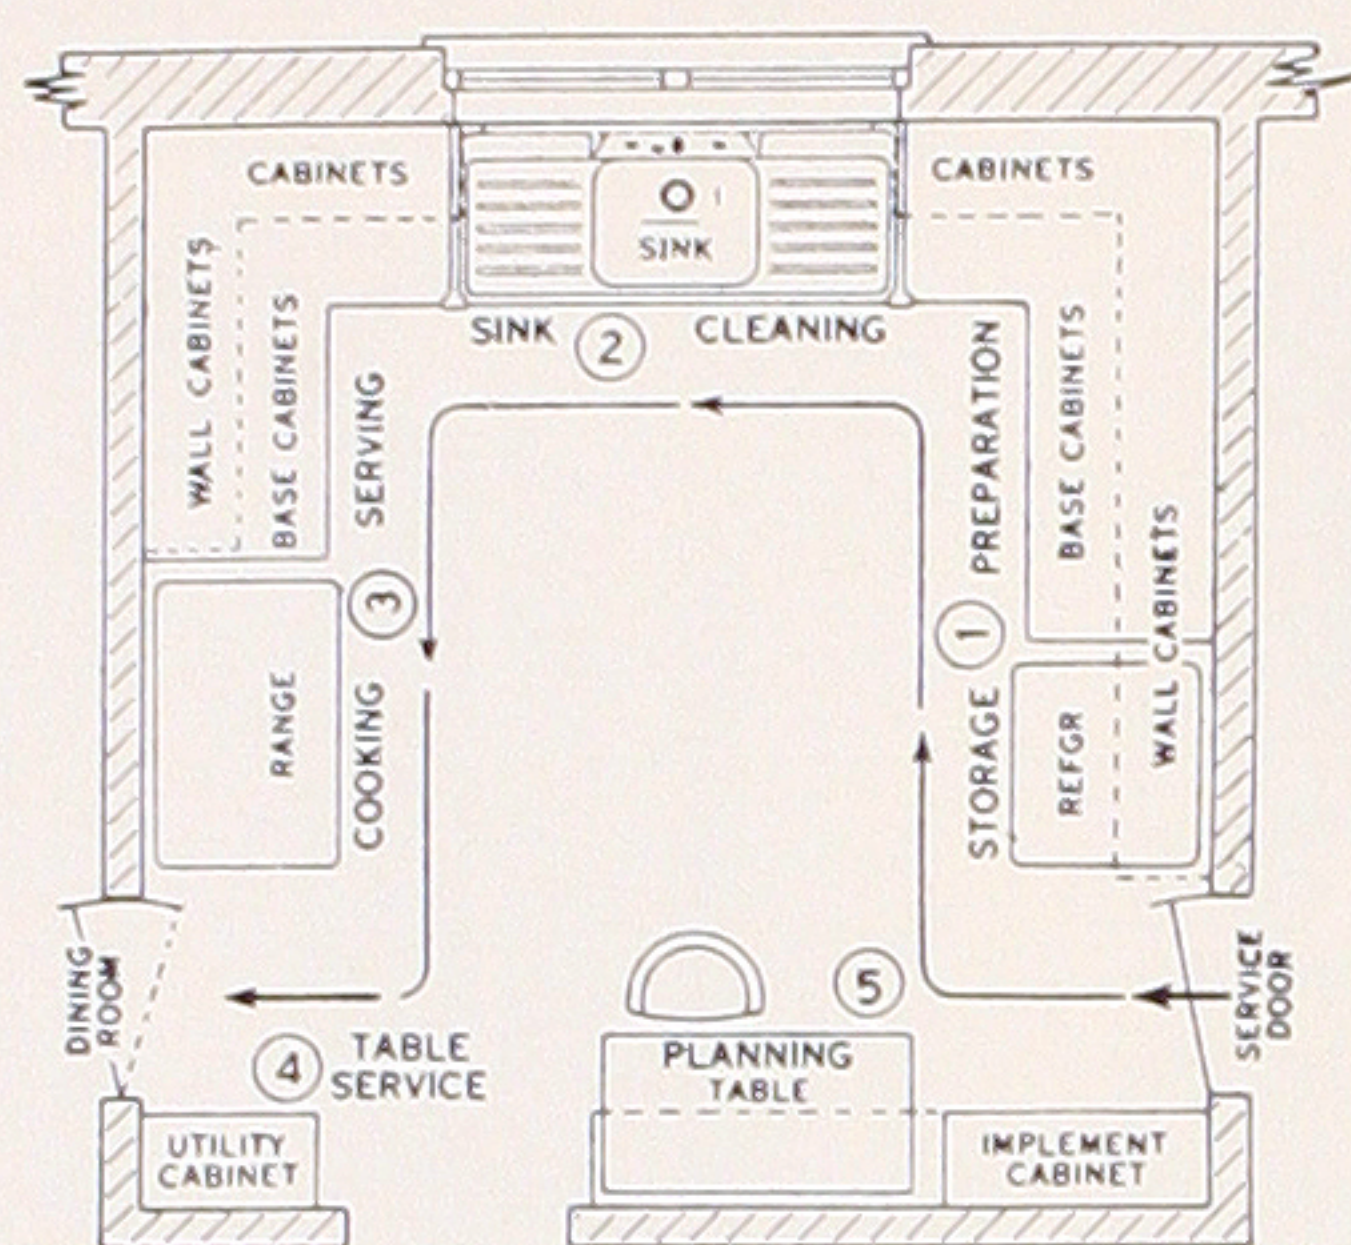 CABINETS
CABINETS
SINK
WALL CABINETS
BASE CABINETS
SINK
2
CLEANING
SERVING
PREPARATION
BASE CABINETS
WALL CABINETS
3
1
RANGE
COOKING
STORAGE
REFGR
DINING
ROOM
5
SERVICE
DOOR
4
TABLE
SERVICE
PLANNING
TABLE
UTILITY
CABINET
IMPLEMENT
CABINET